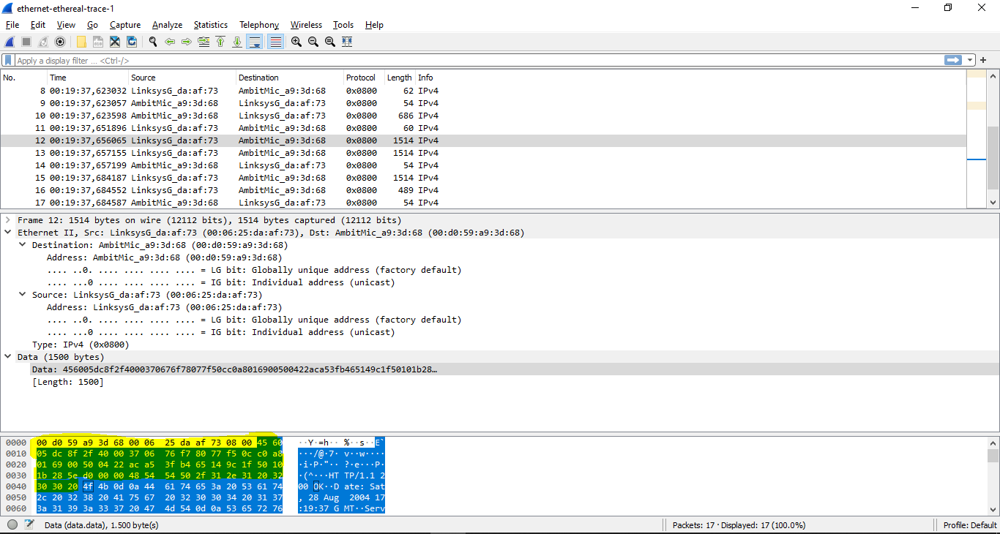 ethernet-ethereal-trace-1
File Edit View Go Capture Analyze Statistics Telephony Wireless Tools Help
Apply a display filter ... <Ctrl-/>
No. Time Source Destination Protocol Length Info
8 00:19:37,623032 LinksysG_da:af:73 AmbitMic_a9:3d:68 0x0800 62 IPv4
9 00:19:37,623057 AmbitMic_a9:3d:68 LinksysG_da:af:73 0x0800 54 IPv4
10 00:19:37,623598 AmbitMic_a9:3d:68 LinksysG_da:af:73 0x0800 686 IPv4
11 00:19:37,651896 LinksysG_da:af:73 AmbitMic_a9:3d:68 0x0800 60 IPv4
12 00:19:37,656065 LinksysG_da:af:73 AmbitMic_a9:3d:68 0x0800 1514 IPv4
13 00:19:37,657155 LinksysG_da:af:73 AmbitMic_a9:3d:68 0x0800 1514 IPv4
14 00:19:37,657199 AmbitMic_a9:3d:68 LinksysG_da:af:73 0x0800 54 IPv4
15 00:19:37,684187 LinksysG_da:af:73 AmbitMic_a9:3d:68 0x0800 1514 IPv4
16 00:19:37,684552 LinksysG_da:af:73 AmbitMic_a9:3d:68 0x0800 489 IPv4
17 00:19:37,684587 AmbitMic_a9:3d:68 LinksysG_da:af:73 0x0800 54 IPv4
Frame 12: 1514 bytes on wire (12112 bits), 1514 bytes captured (12112 bits)
Ethernet II, Src: LinksysG_da:af:73 (00:06:25:da:af:73), Dst: AmbitMic_a9:3d:68 (00:d0:59:a9:3d:68)
Destination: AmbitMic_a9:3d:68 (00:d0:59:a9:3d:68)
Address: AmbitMic_a9:3d:68 (00:d0:59:a9:3d:68)
.... ..0. .... .... .... .... = LG bit: Globally unique address (factory default)
.... ...0 .... .... .... .... = IG bit: Individual address (unicast)
Source: LinksysG_da:af:73 (00:06:25:da:af:73)
Address: LinksysG_da:af:73 (00:06:25:da:af:73)
.... ..0. .... .... .... .... = LG bit: Globally unique address (factory default)
.... ...0 .... .... .... .... = IG bit: Individual address (unicast)
Type: IPv4 (0x0800)
Data (1500 bytes)
Data: 456005dc8f2f4000370676f78077f50cc0a8016900500422aca53fb465149c1f50101b28…
[Length: 1500]
0000 00 d0 59 a9 3d 68 00 06 25 da af 73 08 00 45 60 ··Y·=h·· %··s··E`
0010 05 dc 8f 2f 40 00 37 06 76 f7 80 77 f5 0c c0 a8 ···/@·7· v··w····
0020 01 69 00 50 04 22 ac a5 3f b4 65 14 9c 1f 50 10 ·i·P·"·· ?·e···P·
0030 1b 28 5e d0 00 00 48 54 54 50 2f 31 2e 31 20 32 ·(^···HT TP/1.1 2
0040 30 30 20 4f 4b 0d 0a 44 61 74 65 3a 20 53 61 74 00 OK··D ate: Sat
0050 2c 20 32 38 20 41 75 67 20 32 30 30 34 20 31 37 , 28 Aug 2004 17
0060 3a 31 39 3a 33 37 20 47 4d 54 0d 0a 53 65 72 76 :19:37 G MT··Serv
Data (data.data), 1.500 byte(s) Packets: 17 · Displayed: 17 (100.0%) Profile: Default